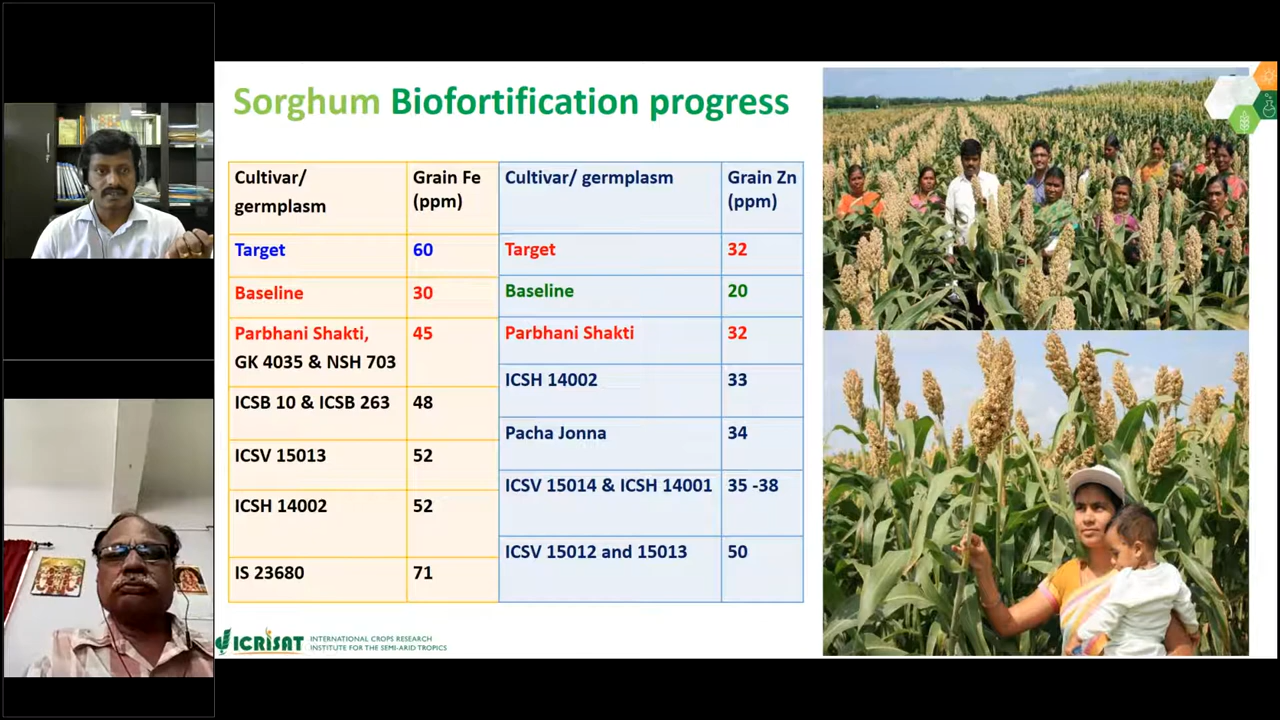 Sorghum Biofortification progress
Cultivar/
germplasm
Grain Fe
(ppm)
Cultivar/ germplasm
Grain Zn
(ppm)
Target
60
Target
32
Baseline
30
Baseline
20
Parbhani Shakti,
GK 4035 & NSH 703
45
Parbhani Shakti
32
ICSB 10 & ICSB 263
48
ICSH 14002
33
ICSV 15013
52
Pacha Jonna
34
ICSH 14002
52
ICSV 15014 & ICSH 14001
35 -38
IS 23680
71
ICSV 15012 and 15013
50
ICRISAT
INTERNATIONAL CROPS RESEARCH
INSTITUTE FOR THE SEMI-ARID TROPICS